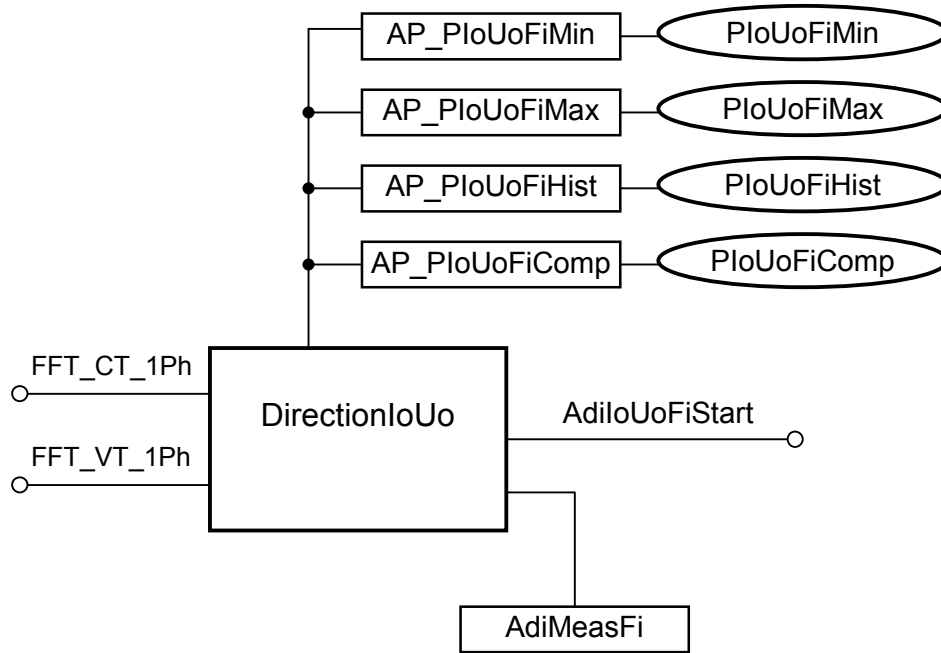 AP_PIoUoFiMin PIoUoFiMin
AP_PIoUoFiMax PIoUoFiMax
AP_PIoUoFiHist PIoUoFiHist
AP_PIoUoFiComp PIoUoFiComp
FFT_CT_1Ph
DirectionIoUo
AdiIoUoFiStart
FFT_VT_1Ph
AdiMeasFi